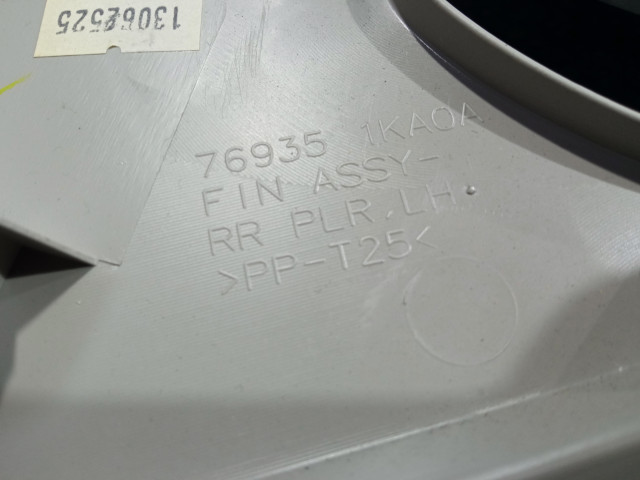 13062525
76935 1KA0A
FIN ASSY-
RR PLR, LH.
>PP-T25<